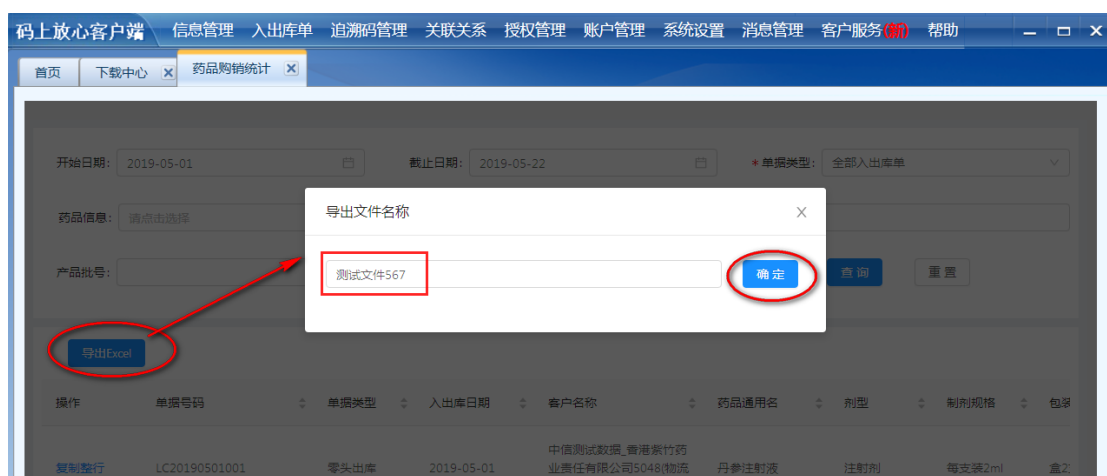 码上放心客户端 信息管理 入出库单 追溯码管理 关联关系 授权管理 账户管理 系统设置 消息管理 客户服务(新) 帮助
首页 下载中心 药品购销统计
开始日期: 2019-05-01 截止日期: 2019-05-22 * 单据类型: 全部入出库单
药品信息: 请点击选择
导出文件名称
产品批号:
测试文件567 确 定
查 询 重 置
导出Excel
操作 单据号码 单据类型 入出库日期 客户名称 药品通用名 剂型 制剂规格
中信测试数据_香港紫竹药
复制整行 LC20190501001 零头出库 2019-05-01 业责任有限公司5048(物流 丹参注射液 注射剂 每支装2ml